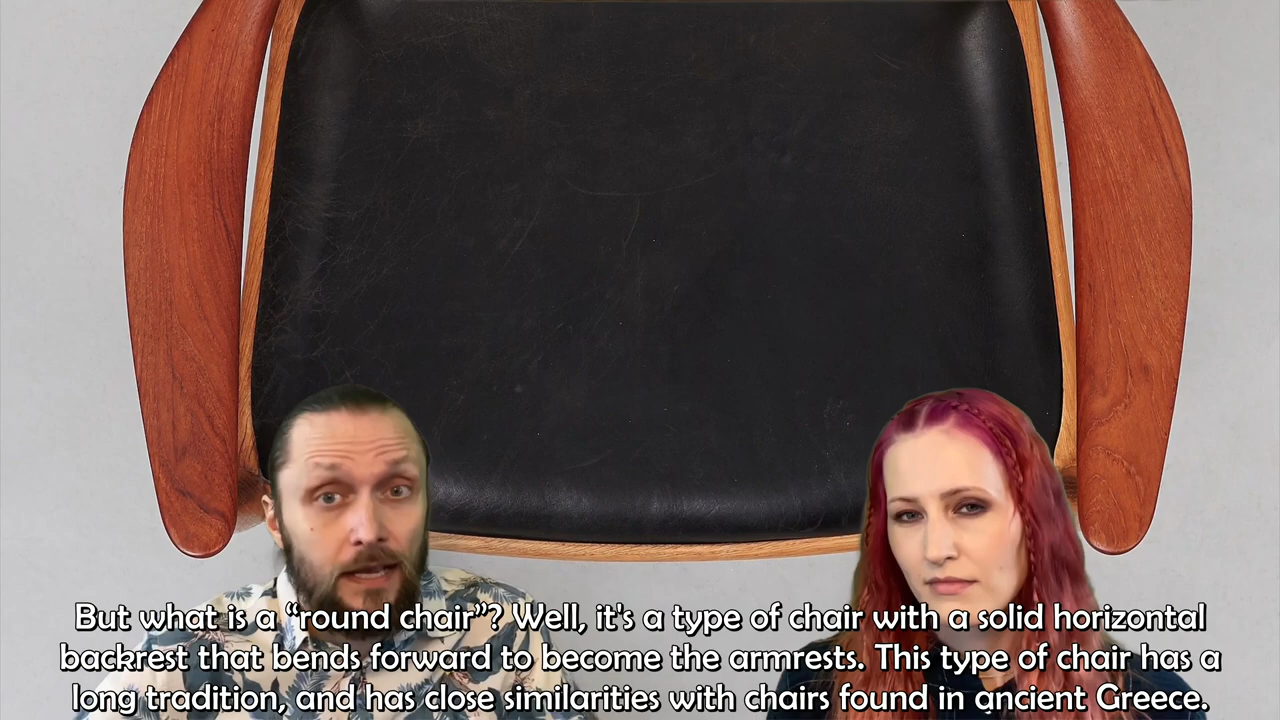 But what is a “round chair”? Well, it's a type of chair with a solid horizontal
backrest that bends forward to become the armrests. This type of chair has a
long tradition, and has close similarities with chairs found in ancient Greece.